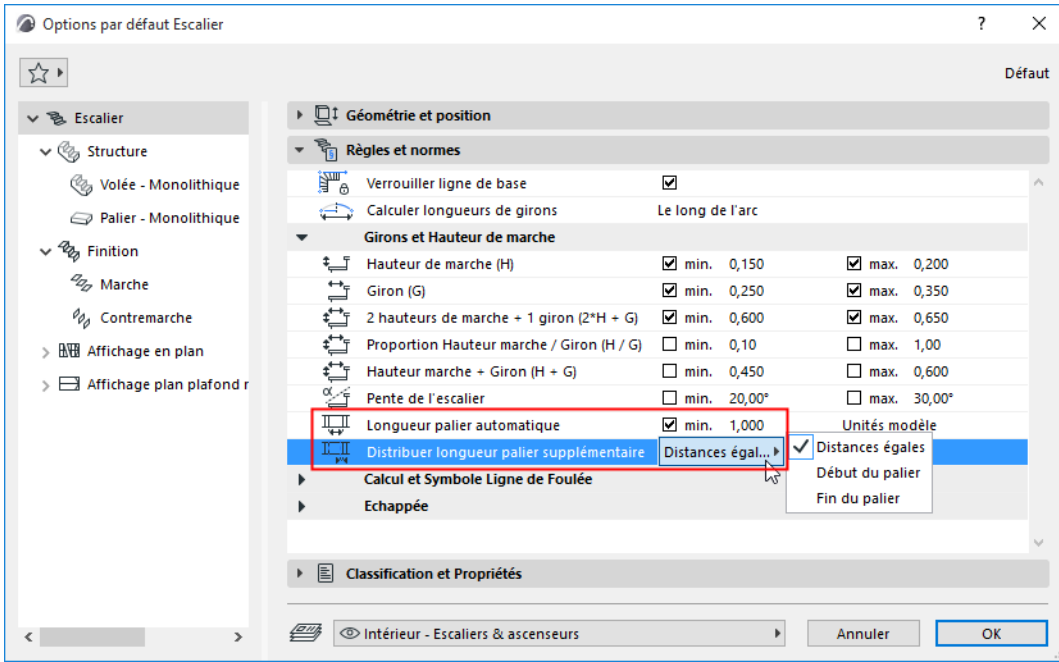 Options par défaut Escalier ?
Défaut
Escalier
Structure
Volée - Monolithique
Palier - Monolithique
Finition
Marche
Contremarche
Affichage en plan
Affichage plan plafond r
Géométrie et position
Règles et normes
Verrouiller ligne de base
Calculer longueurs de girons Le long de l'arc
Girons et Hauteur de marche
Hauteur de marche (H) min. 0,150 max. 0,200
Giron (G) min. 0,250 max. 0,350
2 hauteurs de marche + 1 giron (2*H + G) min. 0,600 max. 0,650
Proportion Hauteur marche / Giron (H / G) min. 0,10 max. 1,00
Hauteur marche + Giron (H + G) min. 0,450 max. 0,600
Pente de l'escalier min. 20,00° max. 30,00°
Longueur palier automatique min. 1,000 Unités modèle
Distribuer longueur palier supplémentaire Distances égal...
Distances égales
Début du palier
Fin du palier
Calcul et Symbole Ligne de Foulée
Echappée
Classification et Propriétés
Intérieur - Escaliers & ascenseurs
Annuler
OK